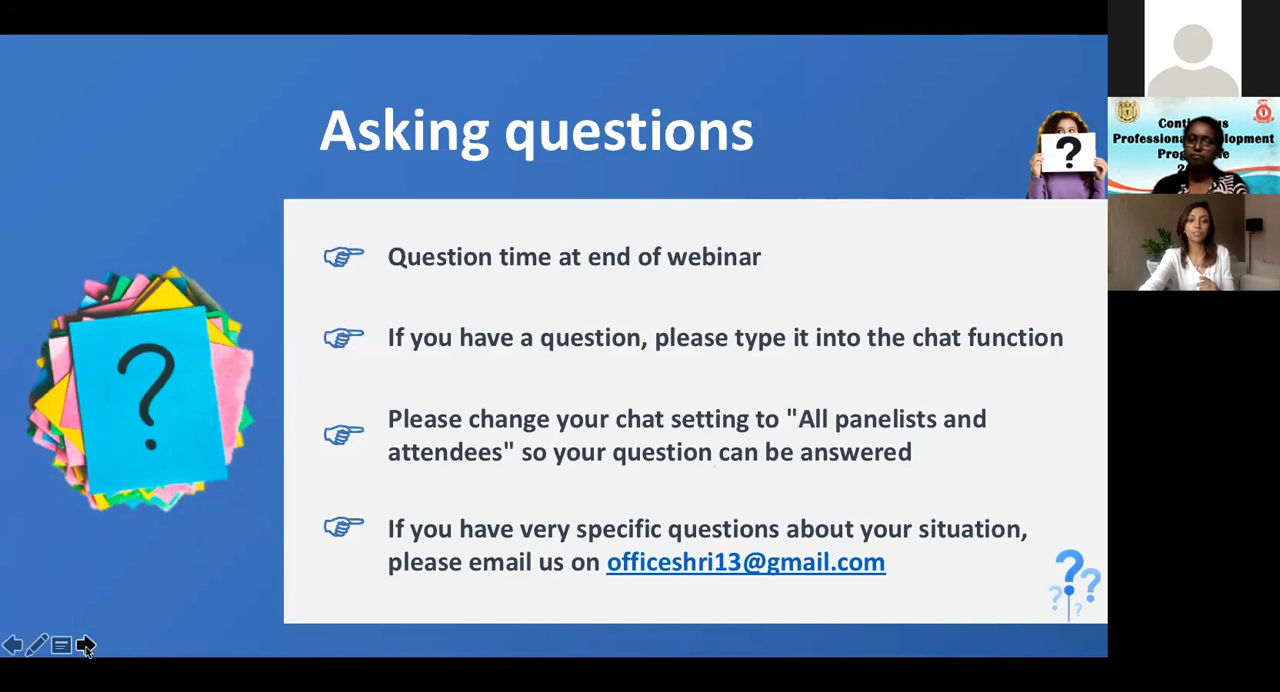 Asking questions
?
Question time at end of webinar
If you have a question, please type it into the chat function
Please change your chat setting to "All panelists and
attendees" so your question can be answered
If you have very specific questions about your situation,
please email us on officeshri13@gmail.com
?
? ? ? ?
Professional